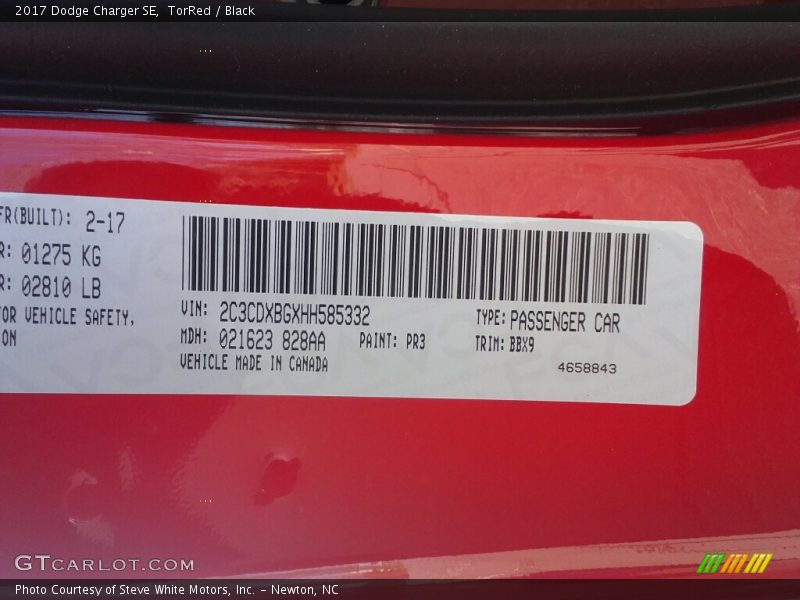 2017 Dodge Charger SE, TorRed / Black
FR(BUILT): 2-17
R: 01275 KG
R: 02810 LB
OR VEHICLE SAFETY,
ON
VIN: 2C3CDXBGXHH585332
TYPE: PASSENGER CAR
MDH: 021623 828AA
PAINT: PR3
TRIM: BBX9
VEHICLE MADE IN CANADA
4658843
GTCARLOT.COM
Photo Courtesy of Steve White Motors, Inc. – Newton, NC